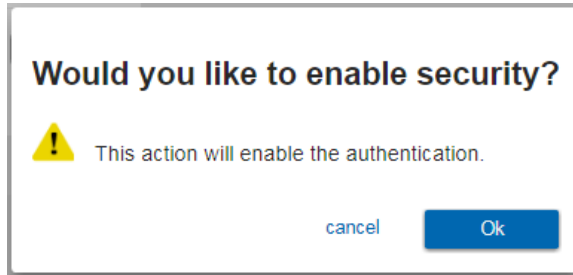 Would you like to enable security?
This action will enable the authentication.
cancel
Ok